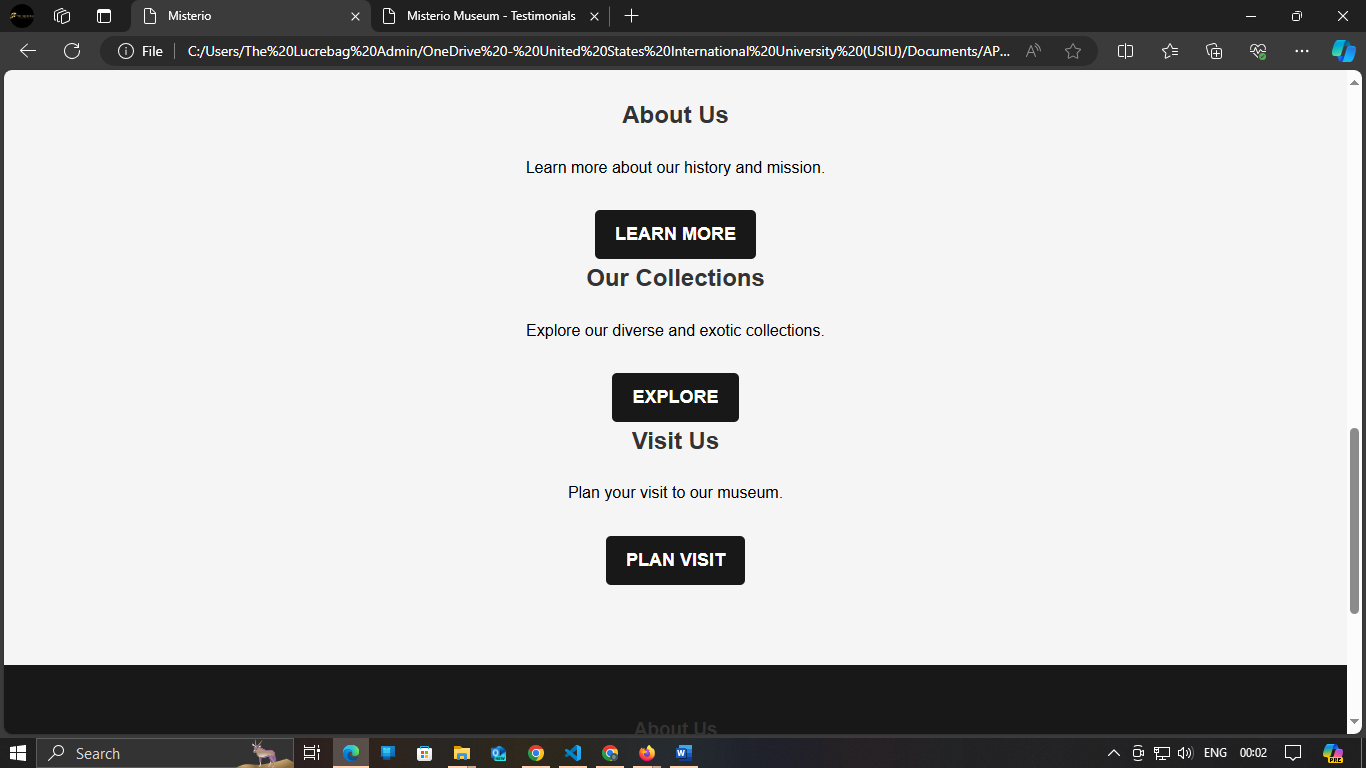 Misterio
Misterio Museum - Testimonials
File
C:/Users/The%20Lucrebag%20Admin/OneDrive%20-%20United%20States%20International%20University%20(USIU)/Documents/AP...
About Us
Learn more about our history and mission.
LEARN MORE
Our Collections
Explore our diverse and exotic collections.
EXPLORE
Visit Us
Plan your visit to our museum.
PLAN VISIT
About Us
Search
ENG
00:02
PRE